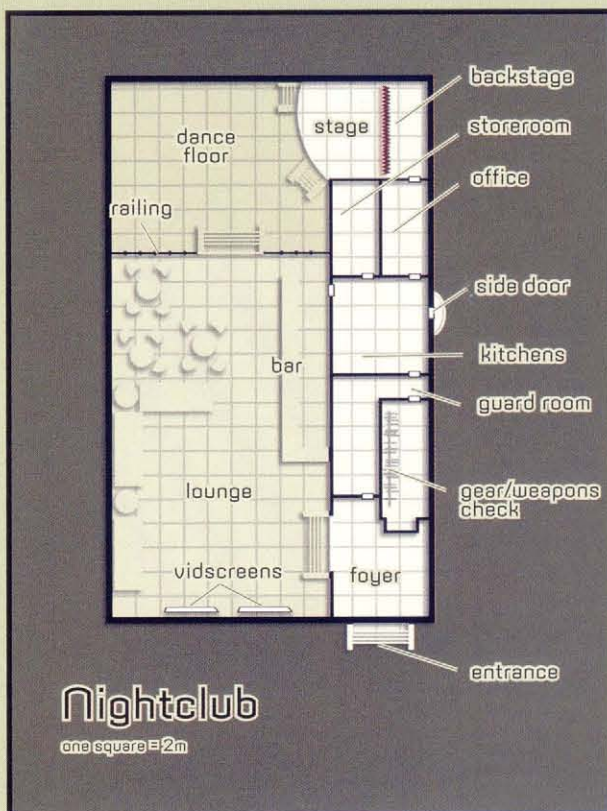 backstage
storeroom
office
stage
dance
floor
railing
side door
kitchens
bar
guard room
gear/weapons
check
lounge
vidscreens
foyer
entrance
Nightclub
one square = 2m